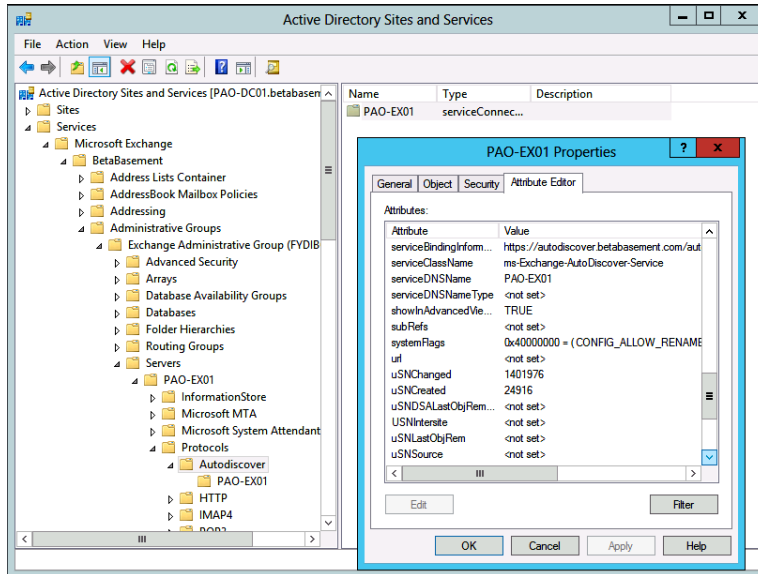 Active Directory Sites and Services
File Action View Help
Active Directory Sites and Services [PAO-DC01.betabasen
Sites
Services
Microsoft Exchange
BetaBasement
Address Lists Container
AddressBook Mailbox Policies
Addressing
Administrative Groups
Exchange Administrative Group (FYDIB
Advanced Security
Arrays
Database Availability Groups
Databases
Folder Hierarchies
Routing Groups
Servers
PAO-EX01
InformationStore
Microsoft MTA
Microsoft System Attendant
Protocols
Autodiscover
PAO-EX01
HTTP
IMAP4
POP3
Name Type Description
PAO-EX01 serviceConnec...
PAO-EX01 Properties
General Object Security Attribute Editor
Attributes:
Attribute Value
serviceBindingInform... https://autodiscover.betabasement.com/aut
serviceClassName ms-Exchange-AutoDiscover-Service
serviceDNSName PAO-EX01
serviceDNSNameType <not set>
showInAdvancedVie... TRUE
subRefs <not set>
systemFlags 0x40000000 = ( CONFIG_ALLOW_RENAME
url <not set>
uSNChanged 1401976
uSNCreated 24916
uSNDSALastObjRem... <not set>
USNIntersite <not set>
uSNLastObjRem <not set>
uSNSource <not set>
Edit Filter
OK Cancel Apply Help